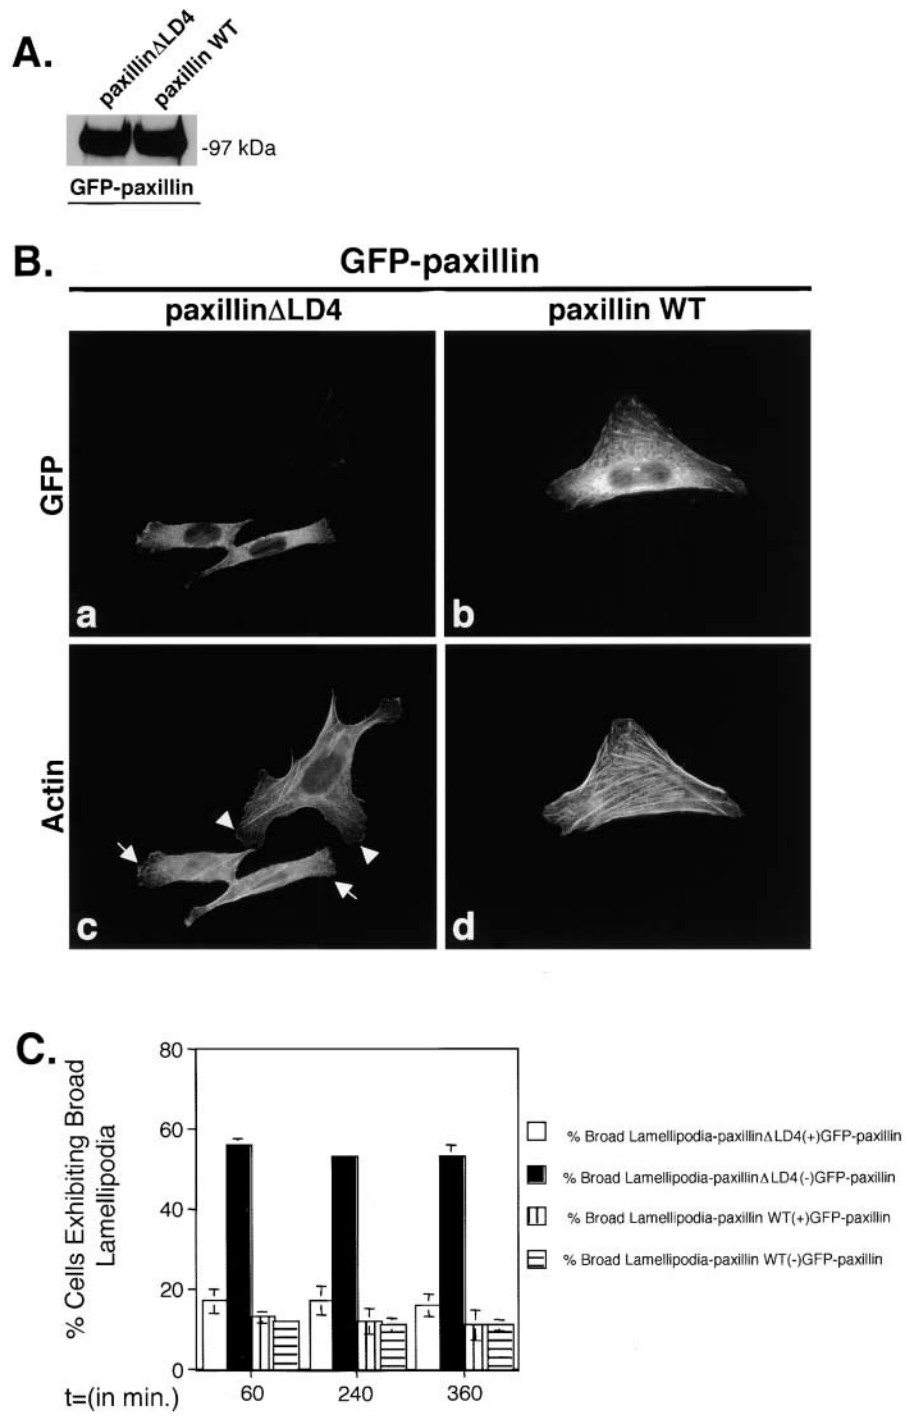 A.
paxillinΔLD4
paxillin WT
-97 kDa
GFP-paxillin
B.
GFP-paxillin
paxillinΔLD4
paxillin WT
GFP
a
b
Actin
c
d
C.
% Cells Exhibiting Broad
Lamellipodia
80
60
40
20
0
t=(in min.)
60
240
360
% Broad Lamellipodia-paxillinΔLD4(+)GFP-paxillin
% Broad Lamellipodia-paxillinΔLD4(-)GFP-paxillin
% Broad Lamellipodia-paxillin WT(+)GFP-paxillin
% Broad Lamellipodia-paxillin WT(-)GFP-paxillin